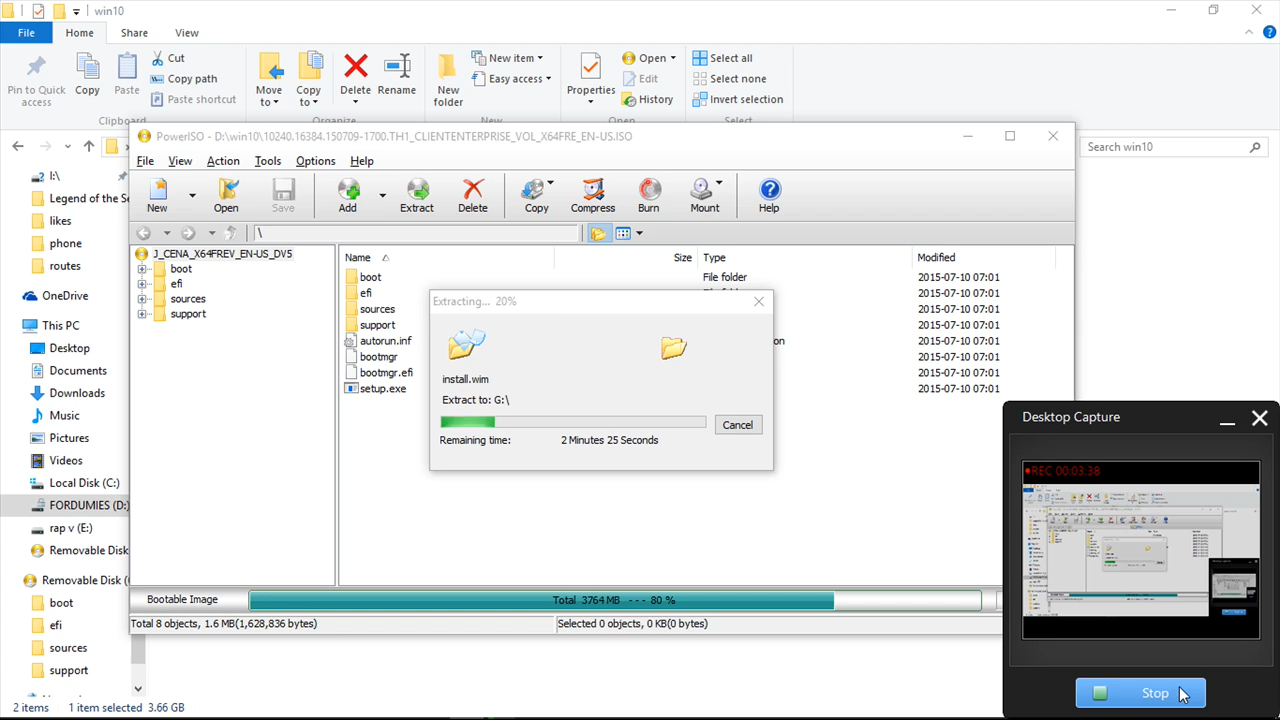 win10
File Home Share View
Pin to Quick access
Copy
Paste
Cut
Copy path
Paste shortcut
Clipboard
Move to
Copy to
Delete
Rename
Organize
New folder
New item
Easy access
New
Properties
Open
Edit
History
Open
Select all
Select none
Invert selection
Select
Search win10
I:\
Legend of the Se
likes
phone
routes
OneDrive
This PC
Desktop
Documents
Downloads
Music
Pictures
Videos
Local Disk (C:)
FORDUMIES (D:)
rap v (E:)
Removable Disk
Removable Disk (
boot
efi
sources
support
2 items 1 item selected 3.66 GB
PowerISO - D:\win10\10240.16384.150709-1700.TH1_CLIENTENTERPRISE_VOL_X64FRE_EN-US.ISO
File View Action Tools Options Help
New Open Save Add Extract Delete Copy Compress Burn Mount Help
\
J_CENA_X64FREV_EN-US_DV5
boot
efi
sources
support
Name Size Type Modified
boot File folder 2015-07-10 07:01
efi 2015-07-10 07:01
sources 2015-07-10 07:01
support 2015-07-10 07:01
autorun.inf on 2015-07-10 07:01
bootmgr 2015-07-10 07:01
bootmgr.efi 2015-07-10 07:01
setup.exe 2015-07-10 07:01
Extracting... 20%
install.wim
Extract to: G:\
Cancel
Remaining time: 2 Minutes 25 Seconds
Bootable Image Total 3764 MB --- 80 %
Total 8 objects, 1.6 MB(1,628,836 bytes) Selected 0 objects, 0 KB(0 bytes)
Desktop Capture
REC 00:03:38
Stop